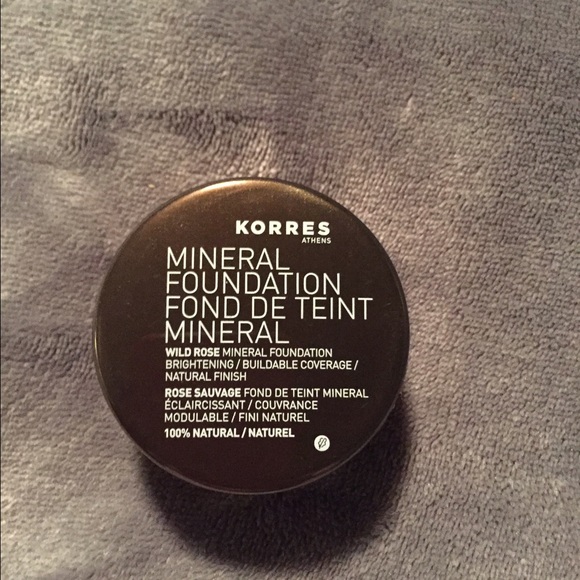 KORRES
ATHENS
MINERAL
FOUNDATION
FOND DE TEINT
MINERAL
WILD ROSE MINERAL FOUNDATION
BRIGHTENING / BUILDABLE COVERAGE /
NATURAL FINISH
ROSE SAUVAGE FOND DE TEINT MINERAL
ÉCLAIRCISSANT / COUVRANCE
MODULABLE / FINI NATUREL
100% NATURAL / NATUREL